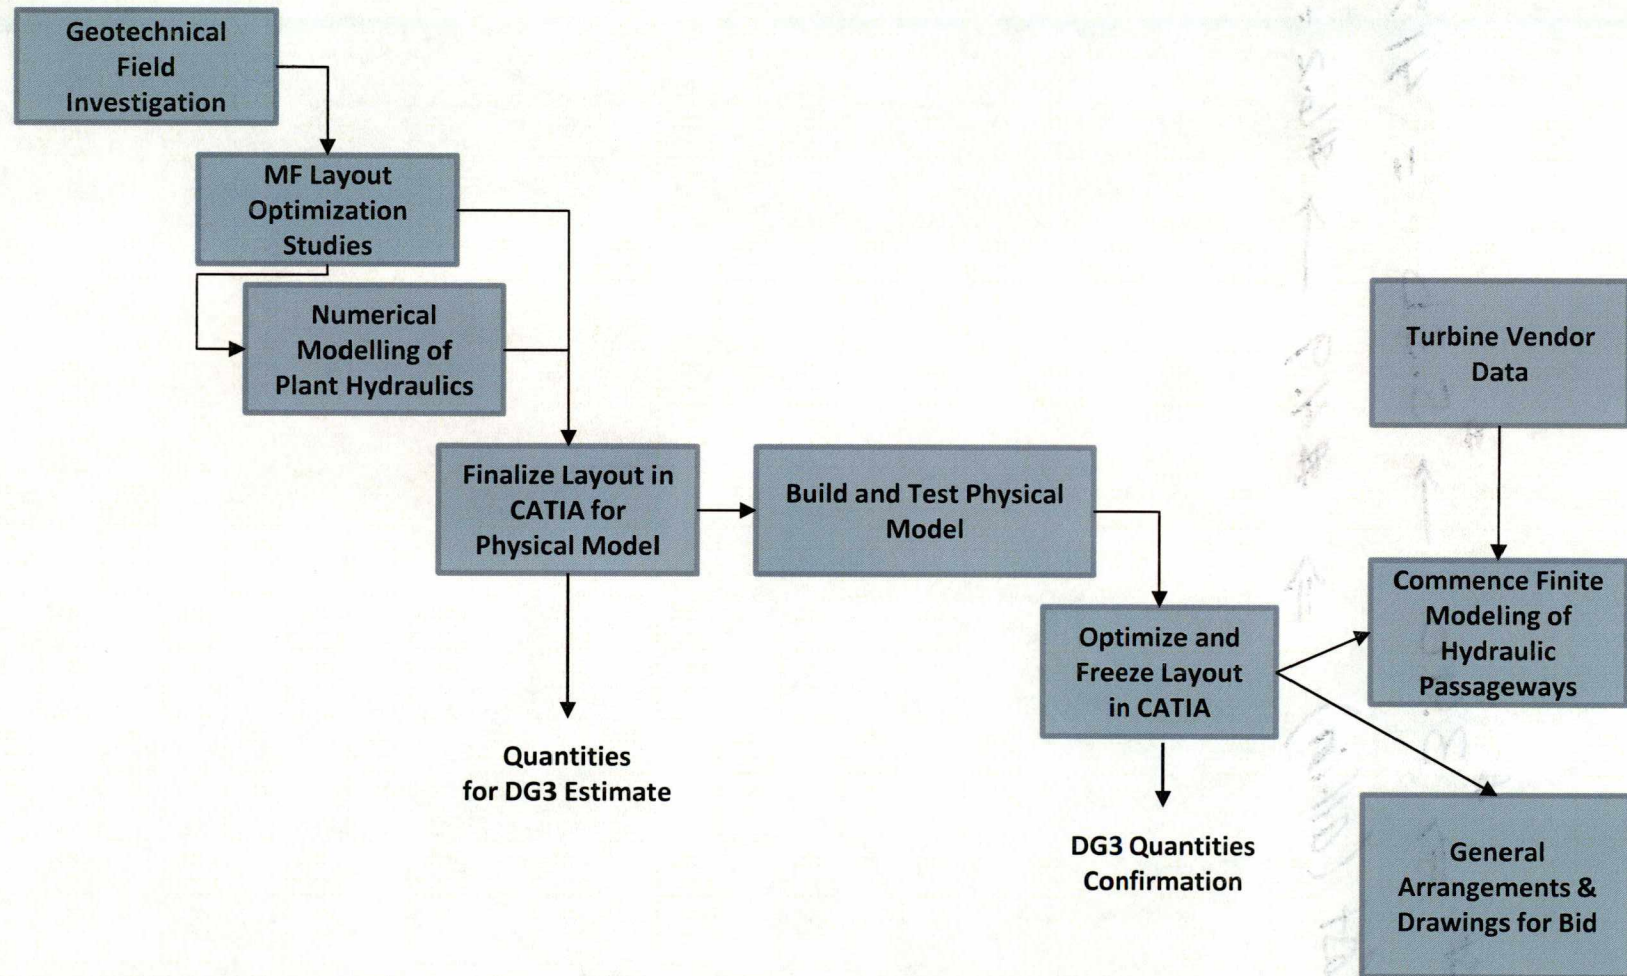 Geotechnical
Field
Investigation
MF Layout
Optimization
Studies
Numerical
Modelling of
Plant Hydraulics
Turbine Vendor
Data
Finalize Layout in
CATIA for
Physical Model
Build and Test Physical
Model
Commence Finite
Modeling of
Hydraulic
Passageways
Optimize and
Freeze Layout
in CATIA
Quantities
for DG3 Estimate
DG3 Quantities
Confirmation
General
Arrangements &
Drawings for Bid